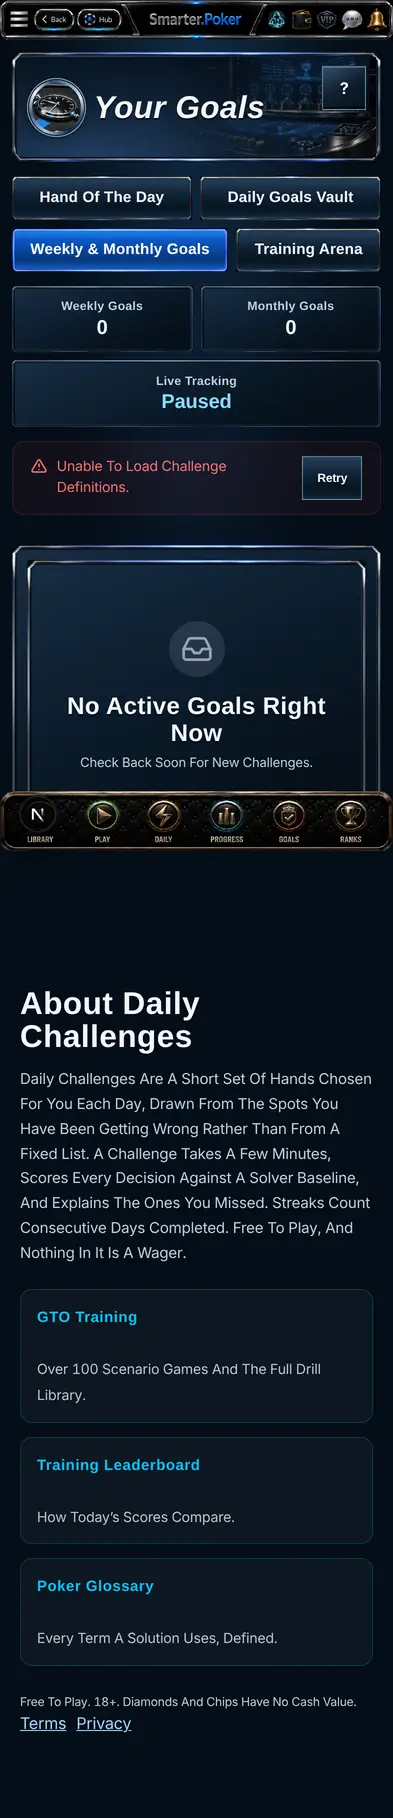 Back
Hub
Smarter.Poker
VIP
Your Goals
?
Hand Of The Day
Daily Goals Vault
Weekly & Monthly Goals
Training Arena
Weekly Goals
0
Monthly Goals
0
Live Tracking
Paused
Unable To Load Challenge
Definitions.
Retry
No Active Goals Right
Now
Check Back Soon For New Challenges.
N
LIBRARY
PLAY
DAILY
PROGRESS
GOALS
RANKS
About Daily
Challenges
Daily Challenges Are A Short Set Of Hands Chosen
For You Each Day, Drawn From The Spots You
Have Been Getting Wrong Rather Than From A
Fixed List. A Challenge Takes A Few Minutes,
Scores Every Decision Against A Solver Baseline,
And Explains The Ones You Missed. Streaks Count
Consecutive Days Completed. Free To Play, And
Nothing In It Is A Wager.
GTO Training
Over 100 Scenario Games And The Full Drill
Library.
Training Leaderboard
How Today's Scores Compare.
Poker Glossary
Every Term A Solution Uses, Defined.
Free To Play. 18+. Diamonds And Chips Have No Cash Value.
Terms Privacy